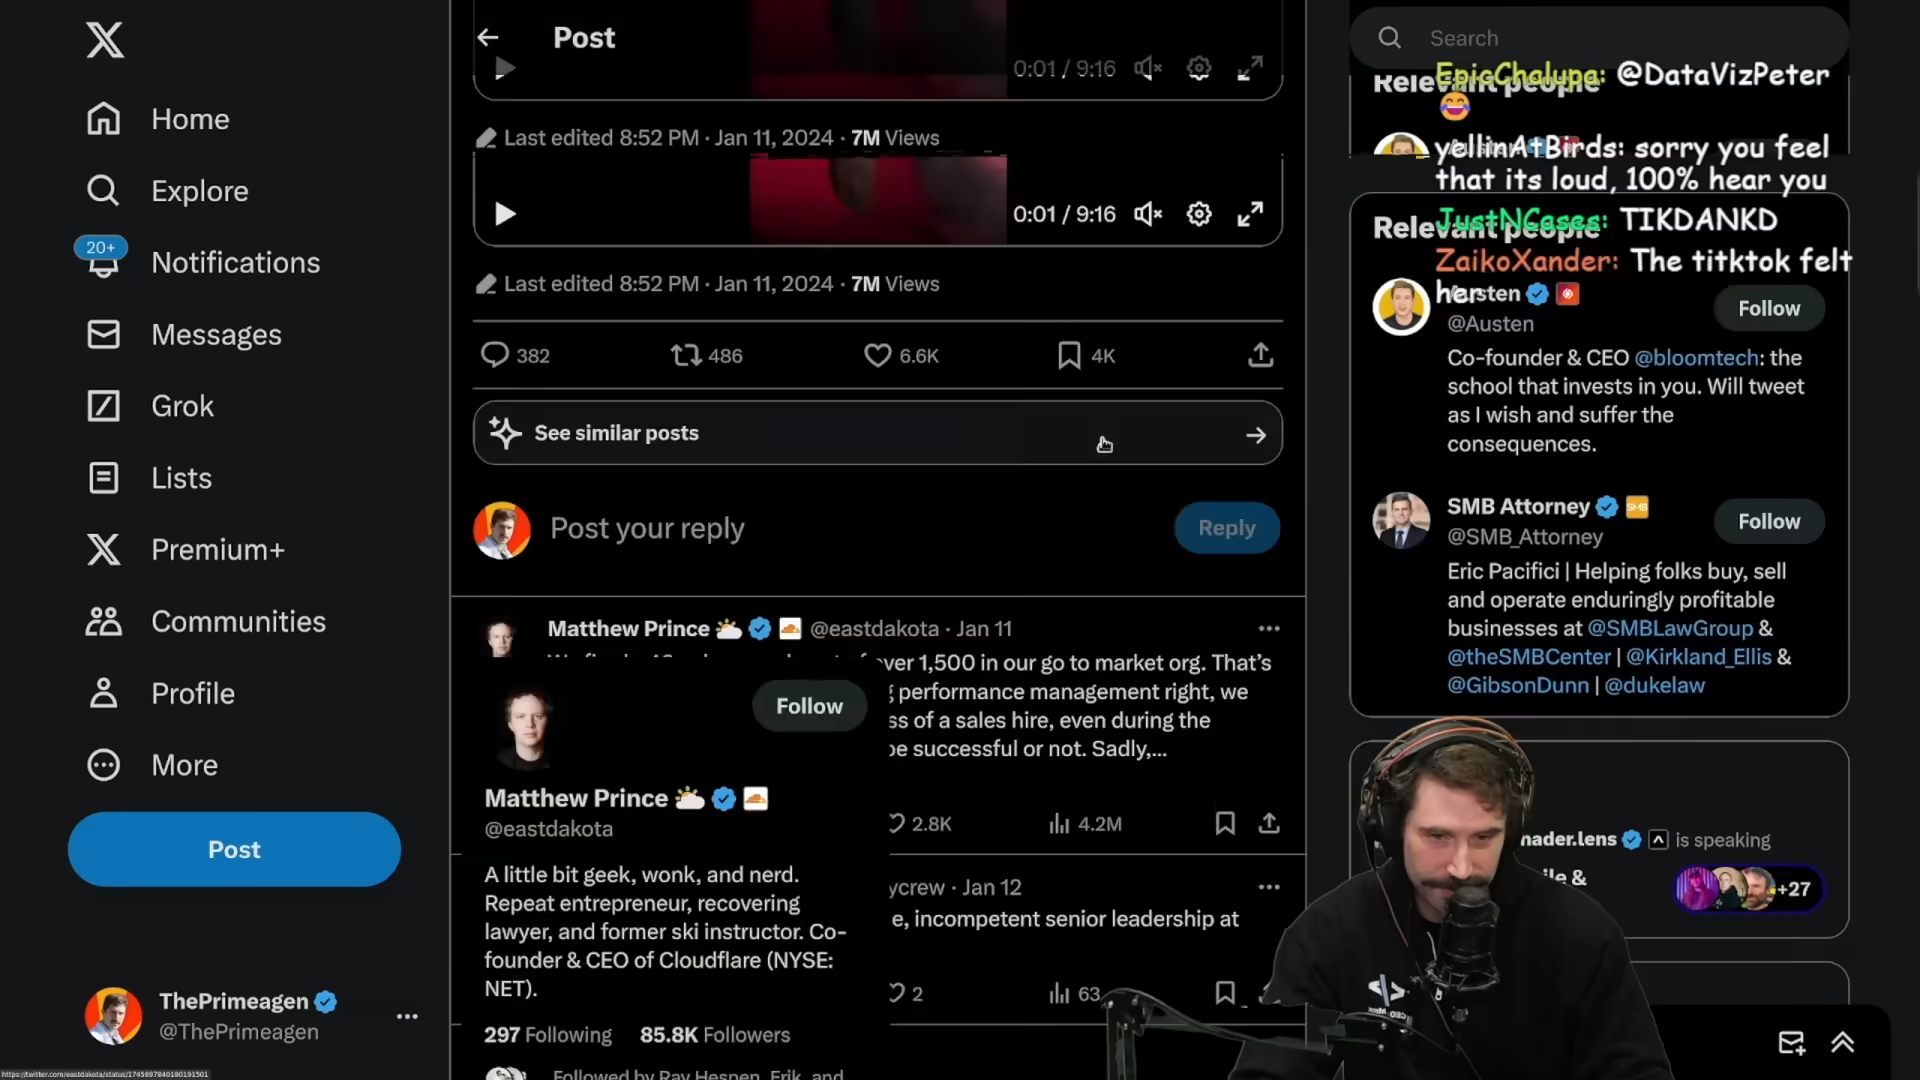 Home
Explore
20+
Notifications
Messages
Grok
Lists
Premium+
Communities
Profile
More
Post
ThePrimeagen
@ThePrimeagen
https://twitter.com/eastdakota/status/1745697840180191501
Post
0:01 / 9:16
Last edited 8:52 PM · Jan 11, 2024 · 7M Views
0:01 / 9:16
Last edited 8:52 PM · Jan 11, 2024 · 7M Views
382
486
6.6K
4K
See similar posts
Post your reply
Reply
Matthew Prince @eastdakota · Jan 11
ver 1,500 in our go to market org. That's
performance management right, we
ss of a sales hire, even during the
be successful or not. Sadly,...
2.8K
4.2M
ycrew · Jan 12
e, incompetent senior leadership at
2
63
Follow
Matthew Prince
@eastdakota
A little bit geek, wonk, and nerd.
Repeat entrepreneur, recovering
lawyer, and former ski instructor. Co-
founder & CEO of Cloudflare (NYSE:
NET).
297 Following 85.8K Followers
Followed by Ray Hespen, Erik, and
Search
Relevant people
EpicChalupa: @DataVizPeter
😂
yellinAtBirds: sorry you feel
that its loud, 100% hear you
JustNCases: TIKDANKD
ZaikoXander: The titktok felt
her
Relevant people
Austen
@Austen
Follow
Co-founder & CEO @bloomtech: the
school that invests in you. Will tweet
as I wish and suffer the
consequences.
SMB Attorney
SMB
@SMB_Attorney
Follow
Eric Pacifici | Helping folks buy, sell
and operate enduringly profitable
businesses at @SMBLawGroup &
@theSMBCenter | @Kirkland_Ellis &
@GibsonDunn | @dukelaw
nader.lens is speaking
ile &
+27